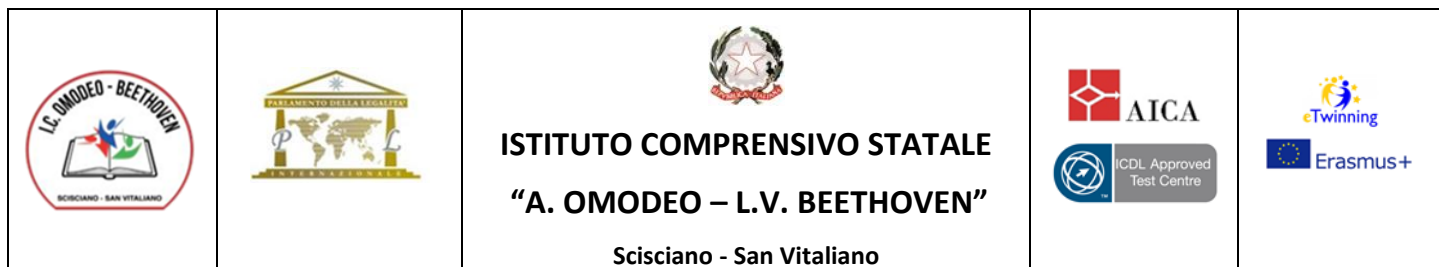 I.C. OMODEO - BEETHOVEN
SCISCIANO - SAN VITALIANO
PARLAMENTO DELLA LEGALITA'
P L
INTERNAZIONALE
REPVBBLICA ITALIANA
ISTITUTO COMPRENSIVO STATALE
“A. OMODEO – L.V. BEETHOVEN”
Scisciano - San Vitaliano
AICA
ICDL Approved
Test Centre
eTwinning
Erasmus+